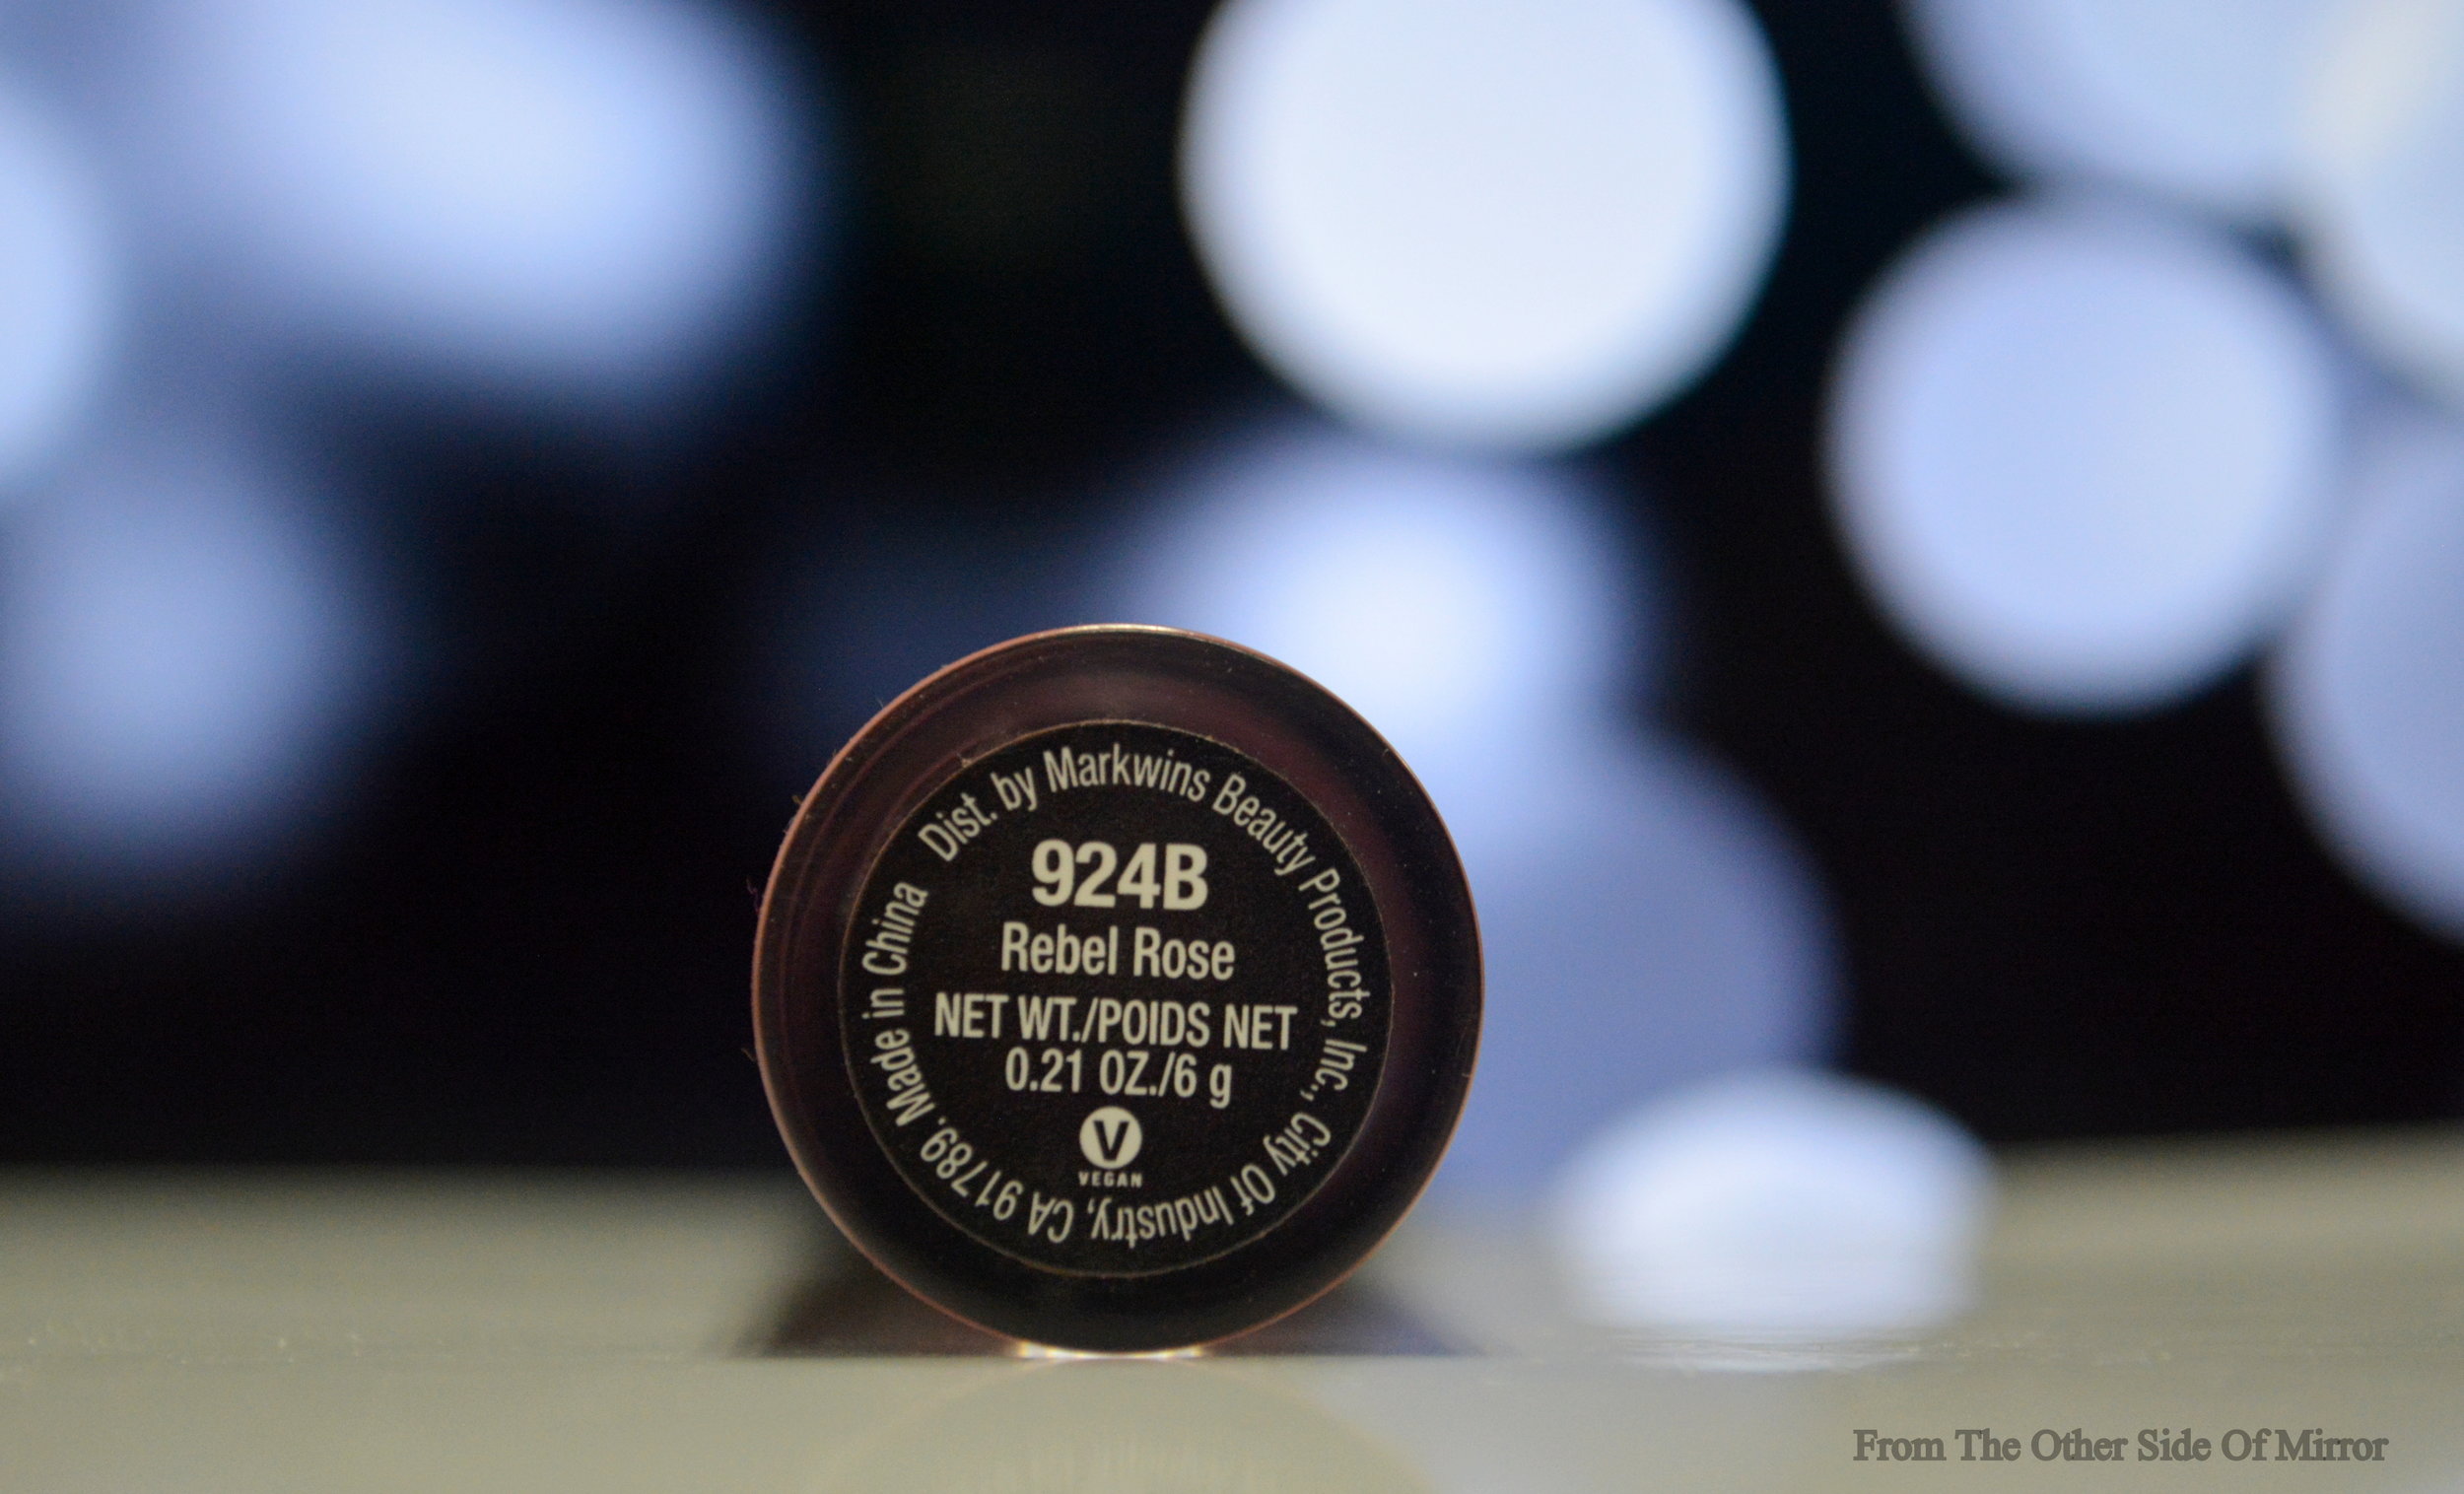 Dist. by Markwins Beauty Products, Inc., City Of Industry, CA 91789. Made in China
924B
Rebel Rose
NET WT./POIDS NET
0.21 OZ./6 g
V
VEGAN
From The Other Side Of Mirror